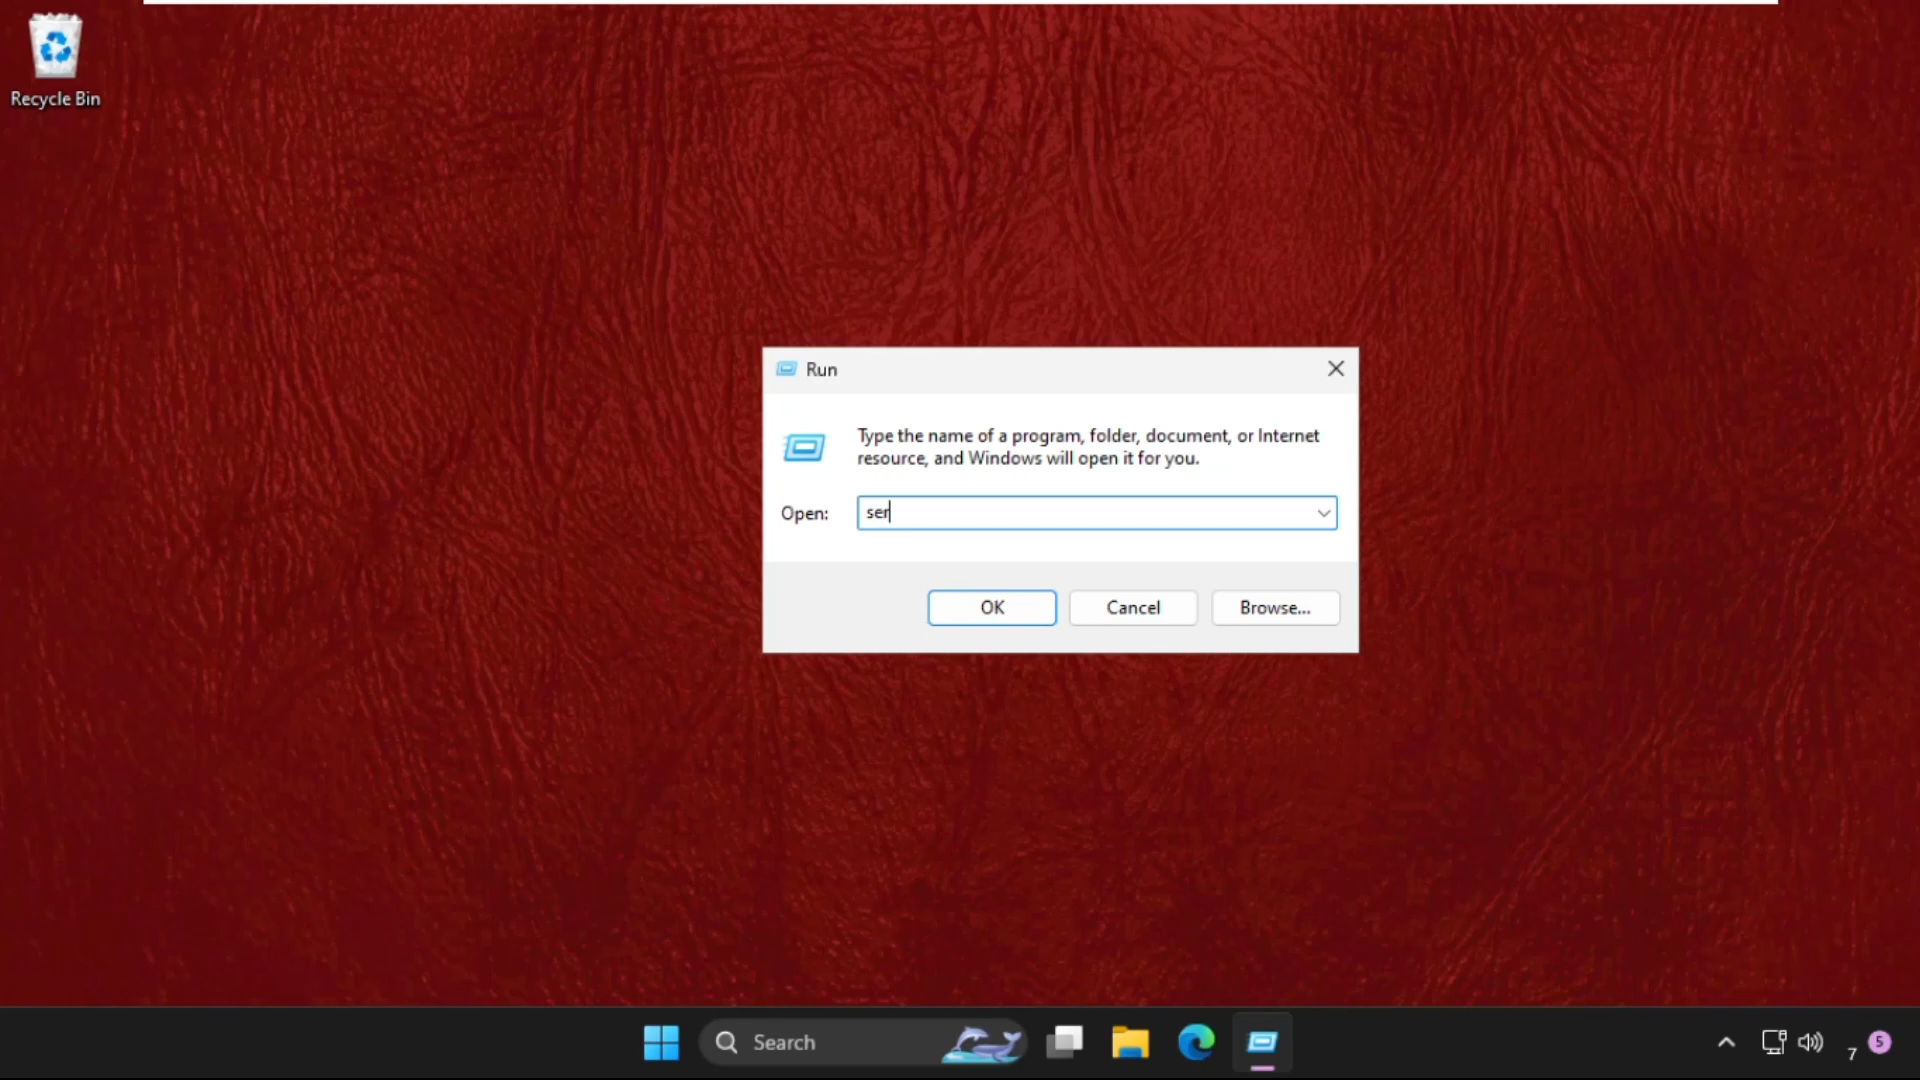 Recycle Bin
Run
Type the name of a program, folder, document, or Internet
resource, and Windows will open it for you.
Open: ser
OK Cancel Browse...
Search
7 5